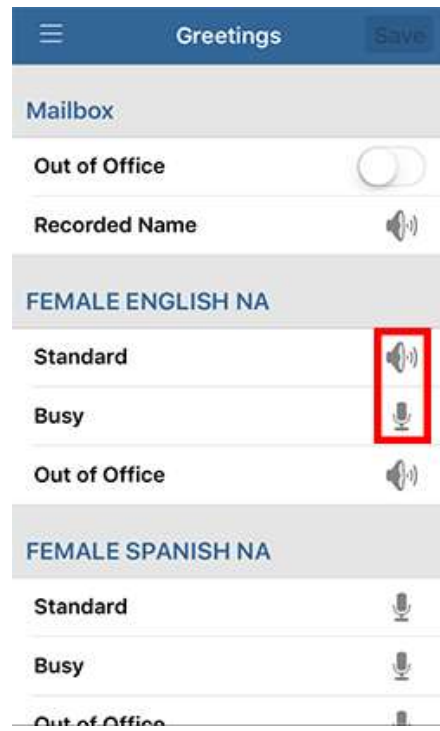 Greetings Save
Mailbox
Out of Office
Recorded Name
FEMALE ENGLISH NA
Standard
Busy
Out of Office
FEMALE SPANISH NA
Standard
Busy
Out of Office